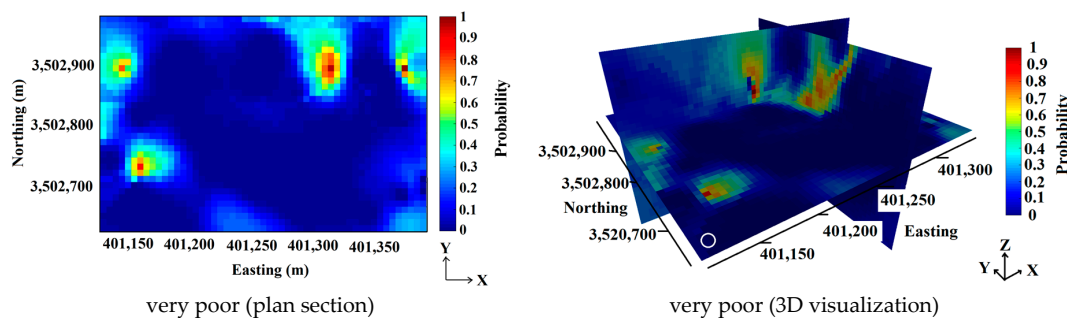 1
0.9
0.8
0.7
0.6
0.5
0.4
0.3
0.2
0.1
0
Probability
3,502,900
3,502,800
3,502,700
Northing (m)
401,150 401,200 401,250 401,300 401,350
Easting (m)
Y
X
very poor (plan section)
1
0.9
0.8
0.7
0.6
0.5
0.4
0.3
0.2
0.1
0
Probability
3,502,900
3,502,800
3,520,700
Northing
401,300
401,250
401,200
401,150
Easting
Z
Y X
very poor (3D visualization)